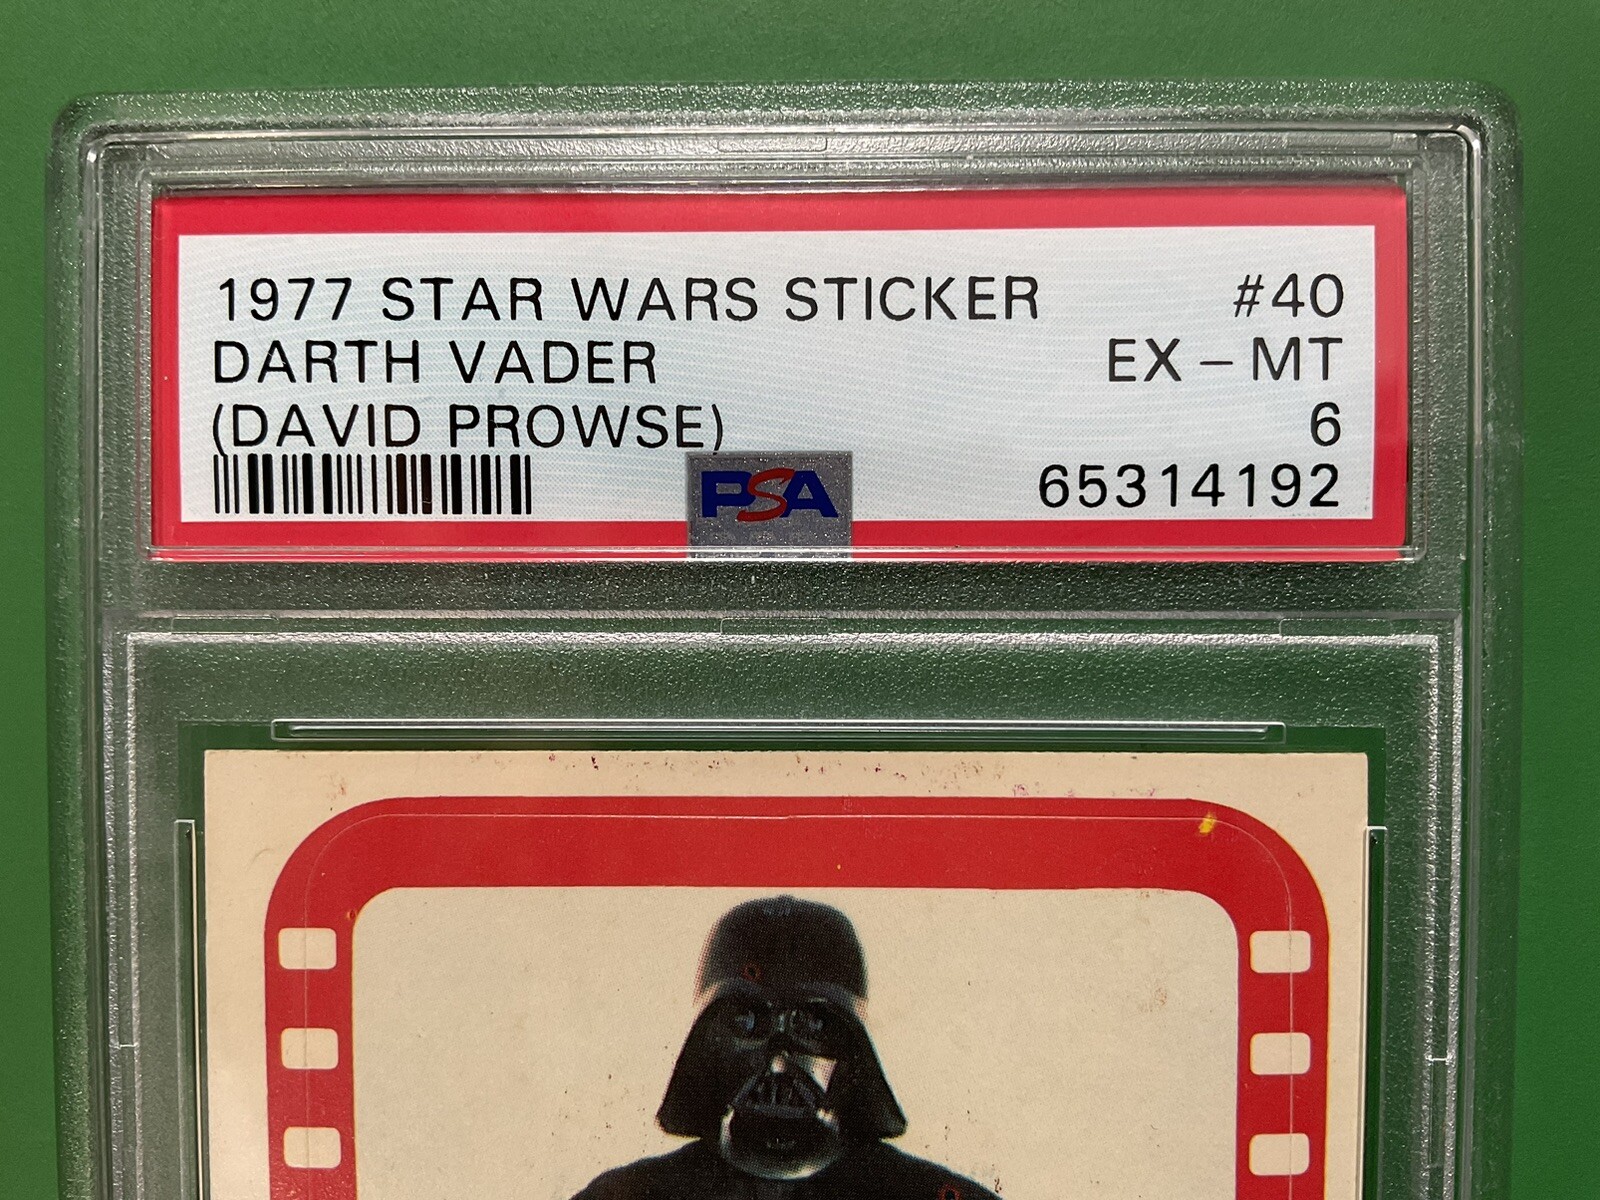 1977 STAR WARS STICKER #40
DARTH VADER EX - MT
(DAVID PROWSE) 6
PSA 65314192